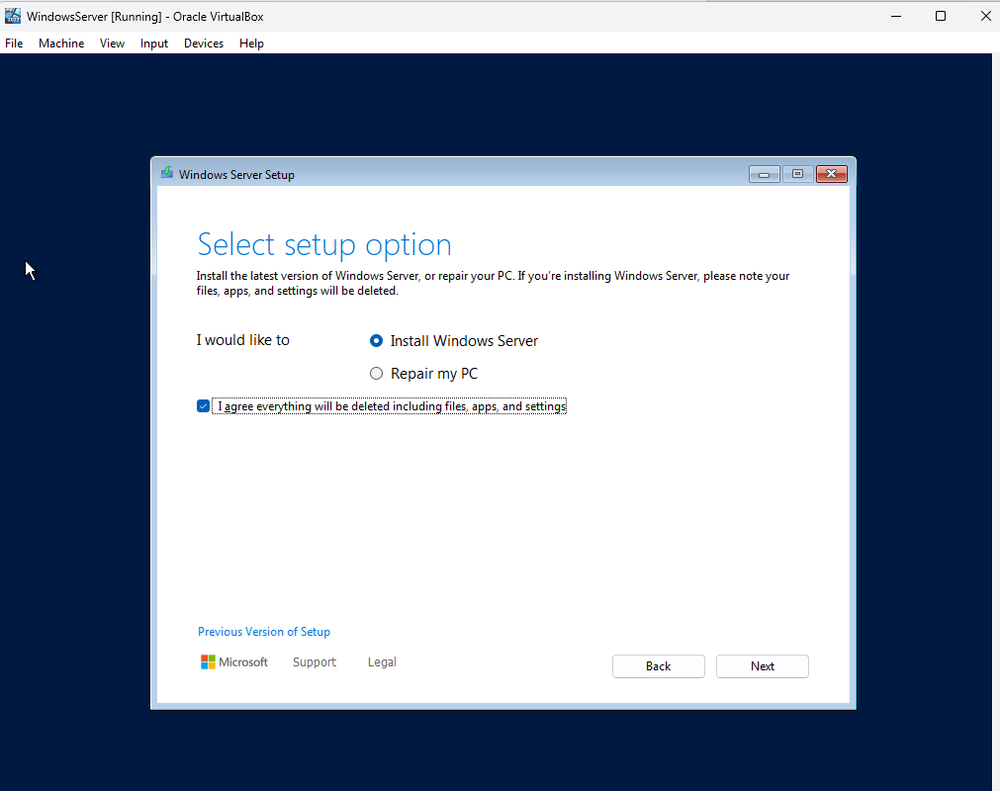 WindowsServer [Running] - Oracle VirtualBox
File Machine View Input Devices Help
Windows Server Setup
Select setup option
Install the latest version of Windows Server, or repair your PC. If you're installing Windows Server, please note your
files, apps, and settings will be deleted.
I would like to
Install Windows Server
Repair my PC
I agree everything will be deleted including files, apps, and settings
Previous Version of Setup
Microsoft Support Legal
Back Next